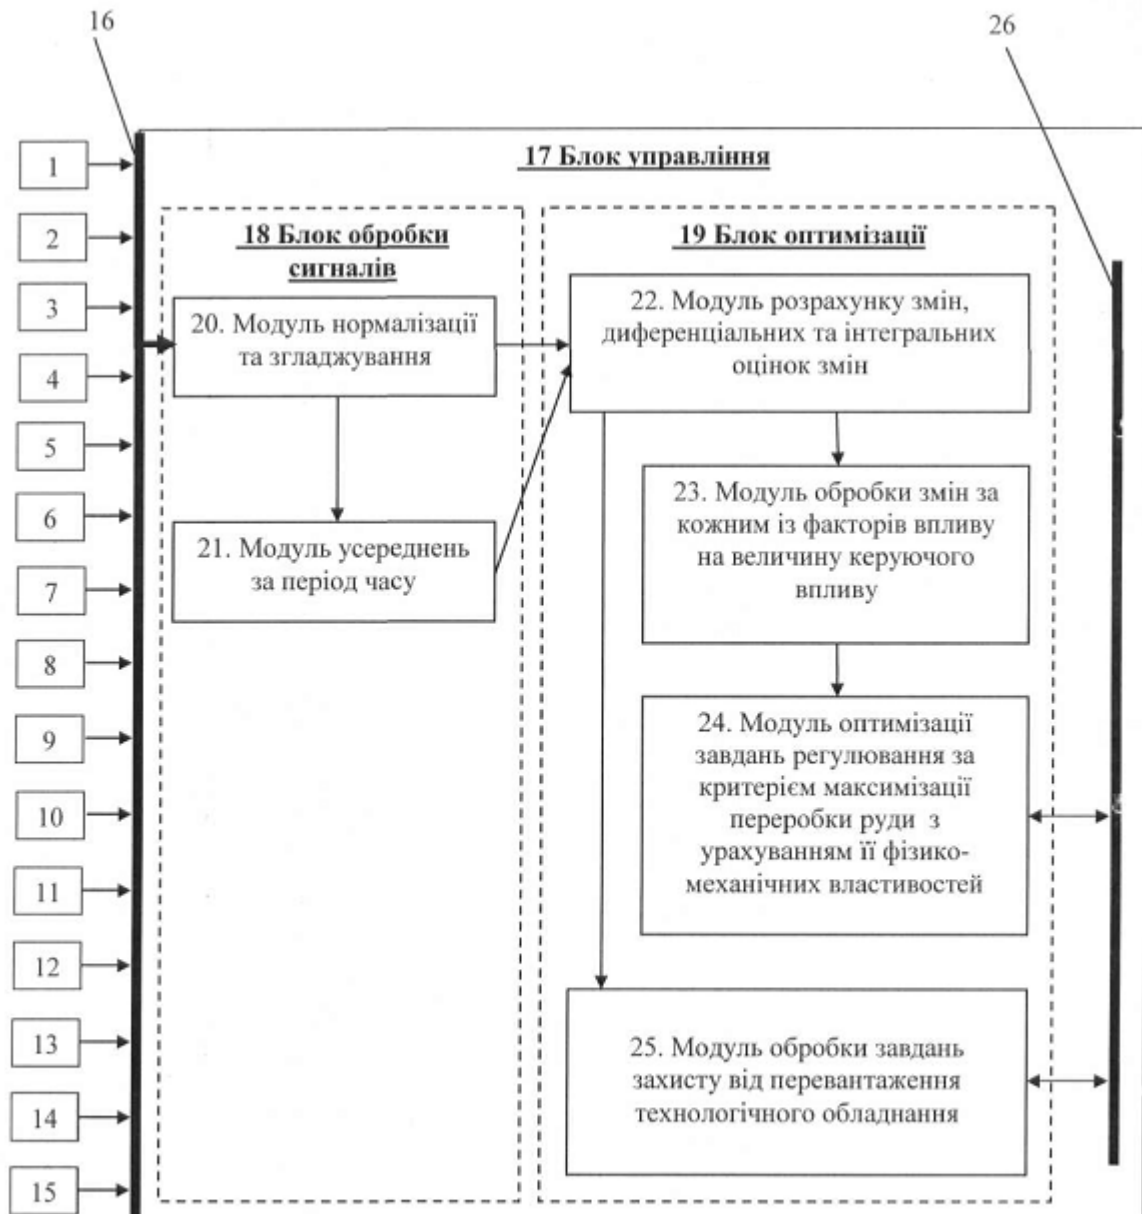 16
26
17 Блок управління
1
2
3
4
5
6
7
8
9
10
11
12
13
14
15
18 Блок обробки
сигналів
20. Модуль нормалізації
та згладжування
21. Модуль усереднень
за період часу
19 Блок оптимізації
22. Модуль розрахунку змін,
диференціальних та інтегральних
оцінок змін
23. Модуль обробки змін за
кожним із факторів впливу
на величину керуючого
впливу
24. Модуль оптимізації
завдань регулювання за
критерієм максимізації
переробки руди з
урахуванням її фізико-
механічних властивостей
25. Модуль обробки завдань
захисту від перевантаження
технологічного обладнання